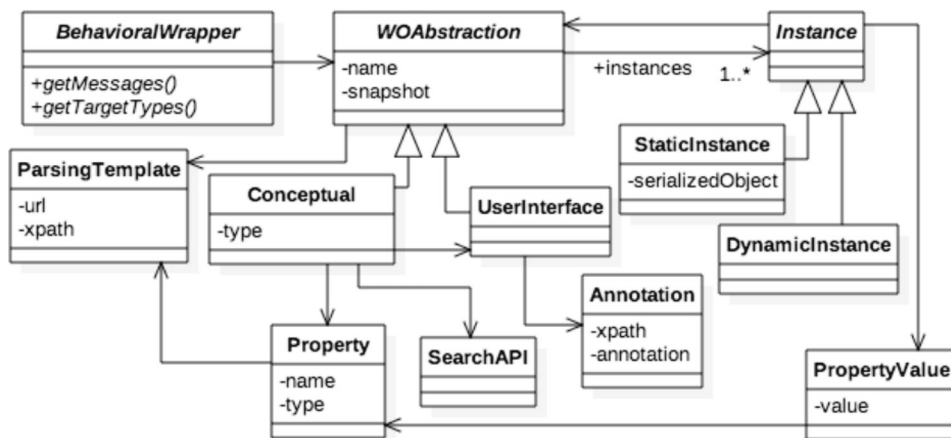 BehavioralWrapper
+getMessages()
+getTargetTypes()
WOAbstraction
-name
-snapshot
+instances
1..*
Instance
ParsingTemplate
-url
-xpath
Conceptual
-type
UserInterface
StaticInstance
-serializedObject
DynamicInstance
Property
-name
-type
SearchAPI
Annotation
-xpath
-annotation
PropertyValue
-value